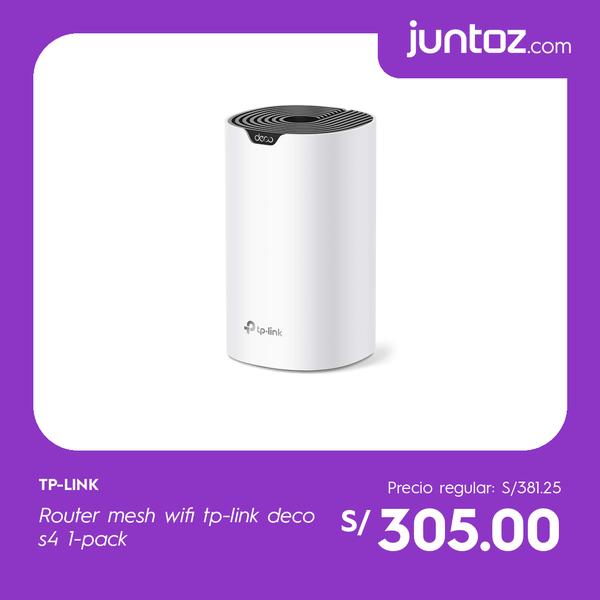 juntoz.com
deco
tp-link
TP-LINK
Router mesh wifi tp-link deco
s4 1-pack
Precio regular: S/381.25
S/ 305.00